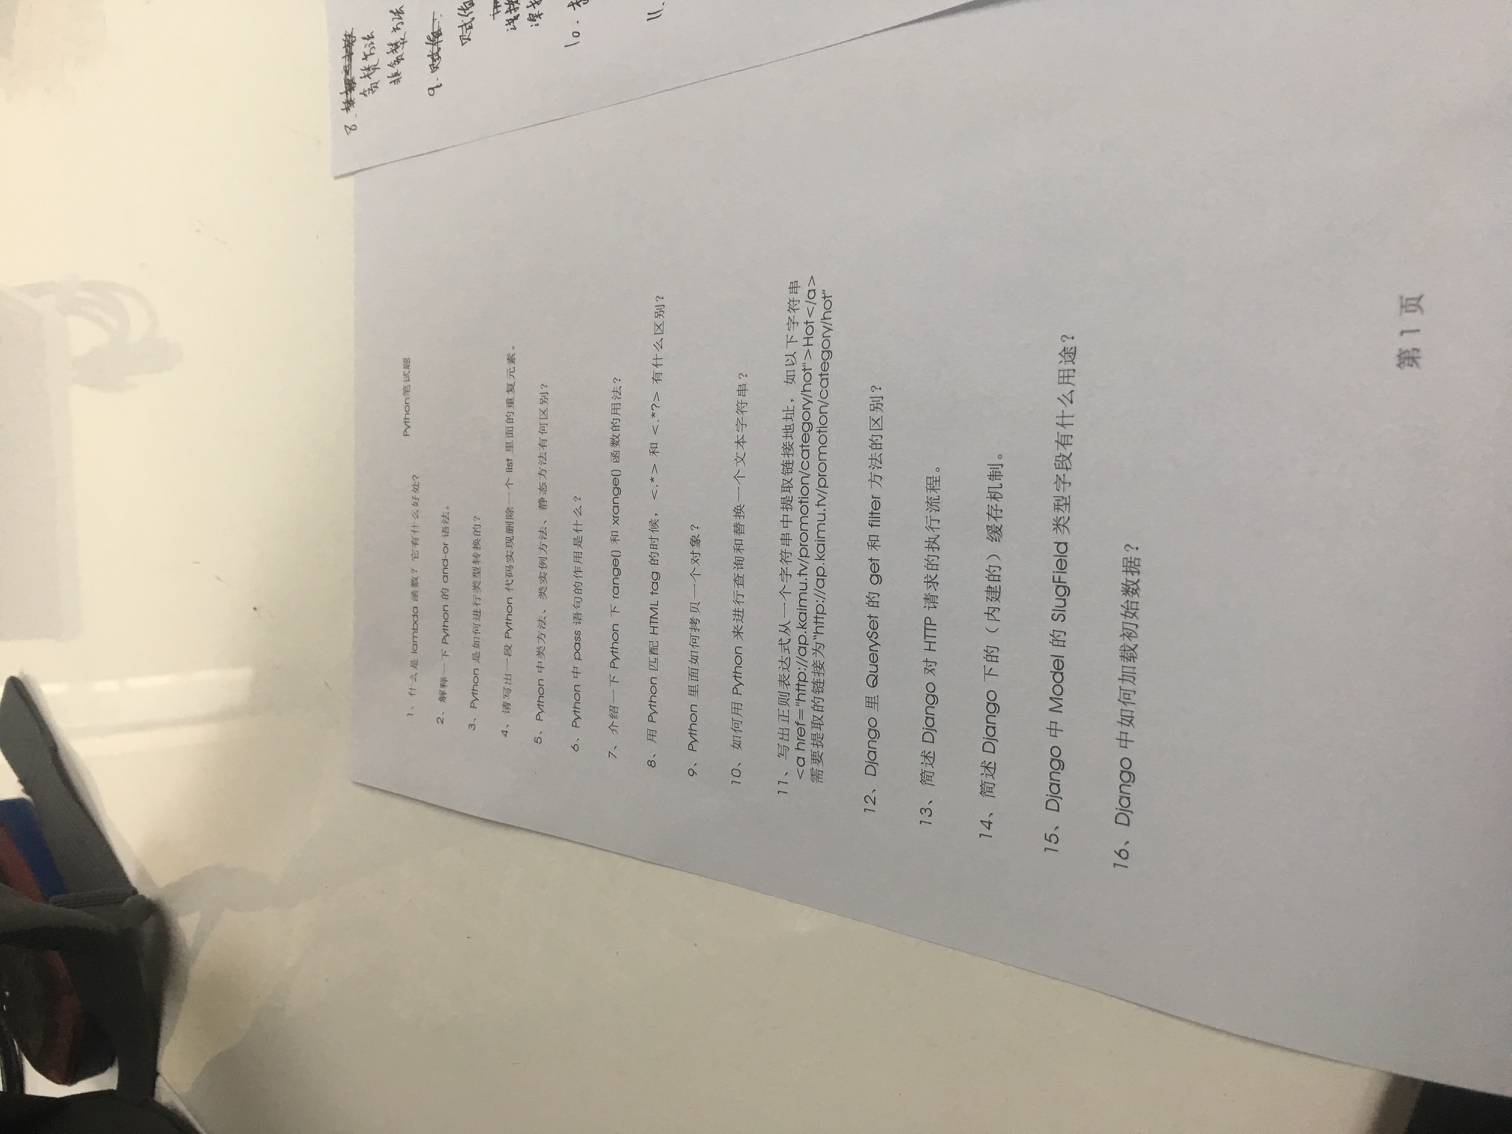 Python笔试题
1、什么是 lambda 函数？它有什么好处？
2、解释一下 Python 的 and-or 语法。
3、Python 是如何进行类型转换的？
4、请写出一段 Python 代码实现删除一个 list 里面的重复元素。
5、Python 中类方法、类实例方法、静态方法有何区别？
6、Python 中 pass 语句的作用是什么？
7、介绍一下 Python 下 range() 和 xrange() 函数的用法？
8、用 Python 匹配 HTML tag 的时候，<.*> 和 <.*?> 有什么区别？
9、Python 里面如何拷贝一个对象？
10、如何用 Python 来进行查询和替换一个文本字符串？
11、写出正则表达式从一个字符串中提取链接地址，如以下字符串
<a href="http://ap.kaimu.tv/promotion/category/hot">Hot</a>
需要提取的链接为"http://ap.kaimu.tv/promotion/category/hot"
12、Django 里 QuerySet 的 get 和 filter 方法的区别？
13、简述 Django 对 HTTP 请求的执行流程。
14、简述 Django 下的（内建的）缓存机制。
15、Django 中 Model 的 SlugField 类型字段有什么用途？
16、Django 中如何加载初始数据？
第 1 页
8.
贪婪方法
非贪婪方法
9.
赋值
10.
11.